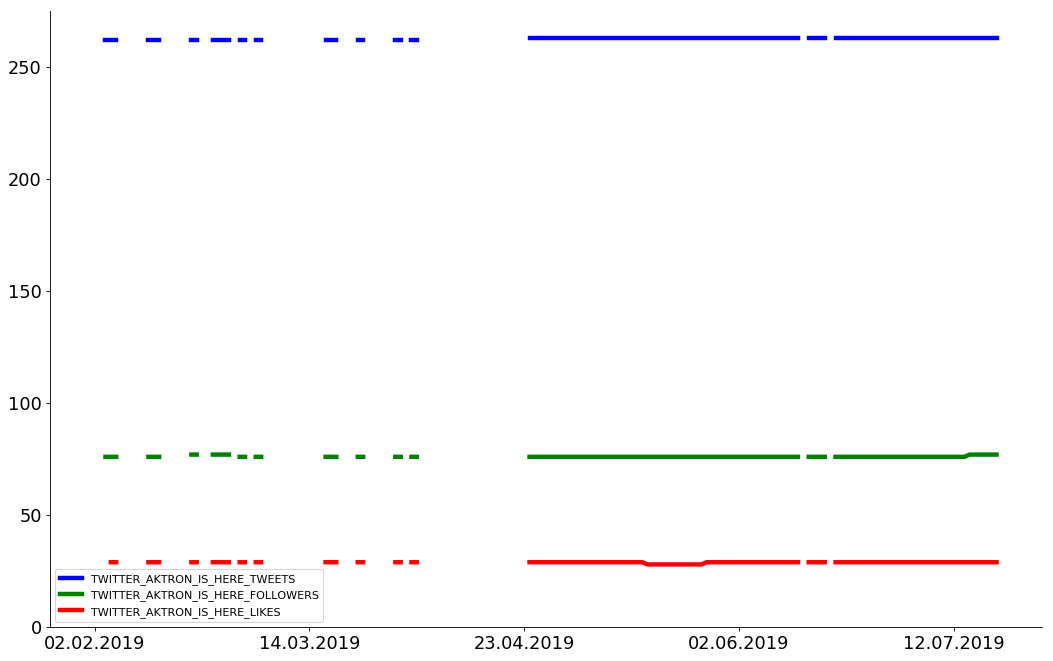 250
200
150
100
50
0
TWITTER_AKTRON_IS_HERE_TWEETS
TWITTER_AKTRON_IS_HERE_FOLLOWERS
TWITTER_AKTRON_IS_HERE_LIKES
02.02.2019 14.03.2019 23.04.2019 02.06.2019 12.07.2019